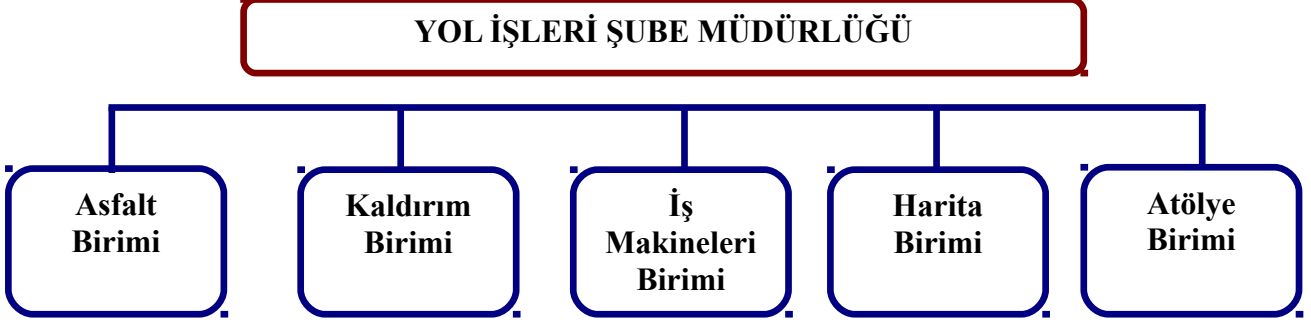 YOL İŞLERİ ŞUBE MÜDÜRLÜĞÜ
Asfalt
Birimi
Kaldırım
Birimi
İş
Makineleri
Birimi
Harita
Birimi
Atölye
Birimi